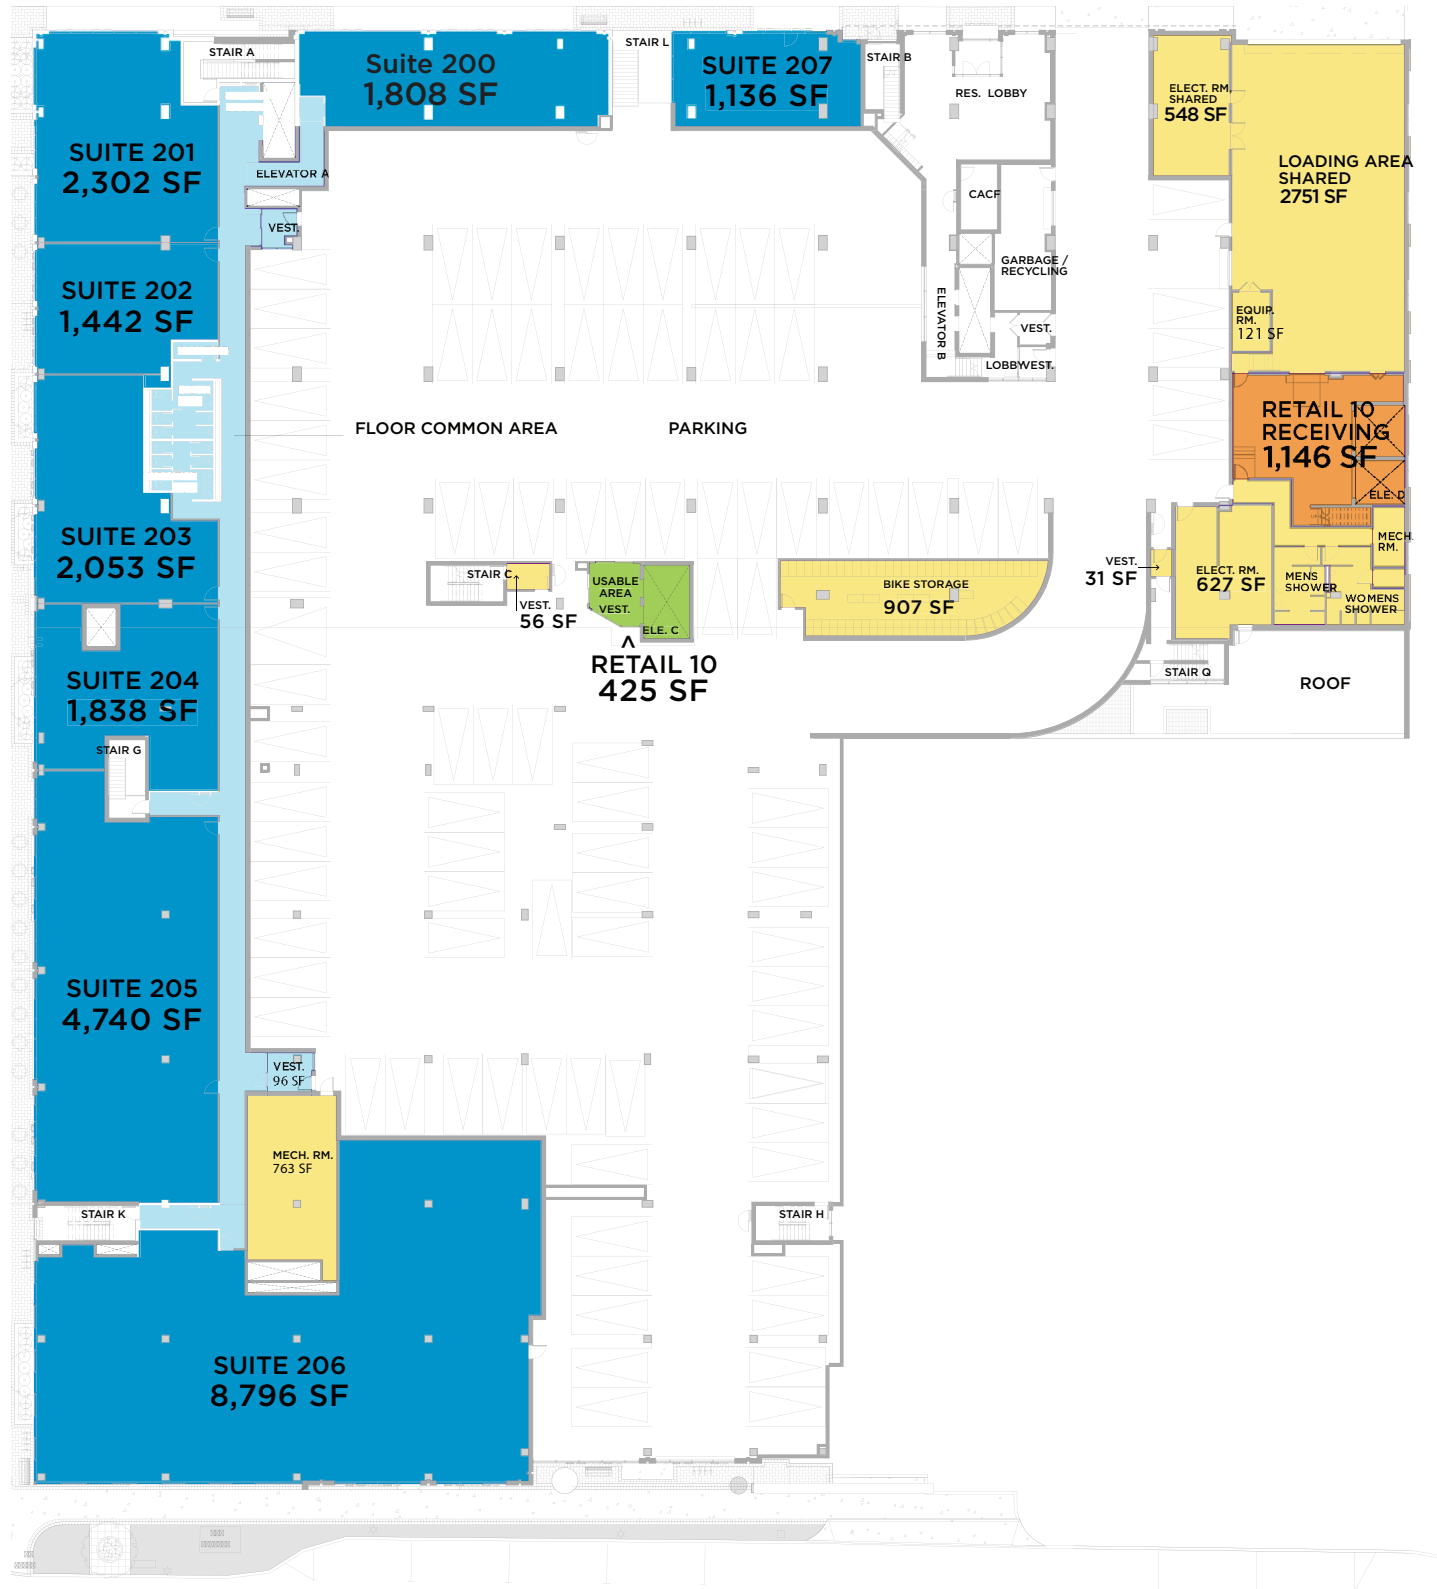 STAIR A
Suite 200
1,808 SF
STAIR L
SUITE 207
1,136 SF
STAIR B
RES. LOBBY
ELECT. RM.
SHARED
548 SF
SUITE 201
2,302 SF
ELEVATOR A
LOADING AREA
SHARED
2751 SF
CACF
VEST.
GARBAGE /
RECYCLING
SUITE 202
1,442 SF
ELEVATOR B
VEST.
EQUIP.
RM.
121 SF
LOBBY
VEST.
FLOOR COMMON AREA
PARKING
RETAIL 10
RECEIVING
1,146 SF
ELE. D
SUITE 203
2,053 SF
MECH.
RM.
STAIR C
USABLE
AREA
VEST.
BIKE STORAGE
907 SF
VEST.
31 SF
ELECT. RM.
627 SF
MENS
SHOWER
WOMENS
SHOWER
VEST.
56 SF
ELE. C
RETAIL 10
425 SF
SUITE 204
1,838 SF
STAIR Q
ROOF
STAIR G
SUITE 205
4,740 SF
VEST.
96 SF
MECH. RM.
763 SF
STAIR K
STAIR H
SUITE 206
8,796 SF